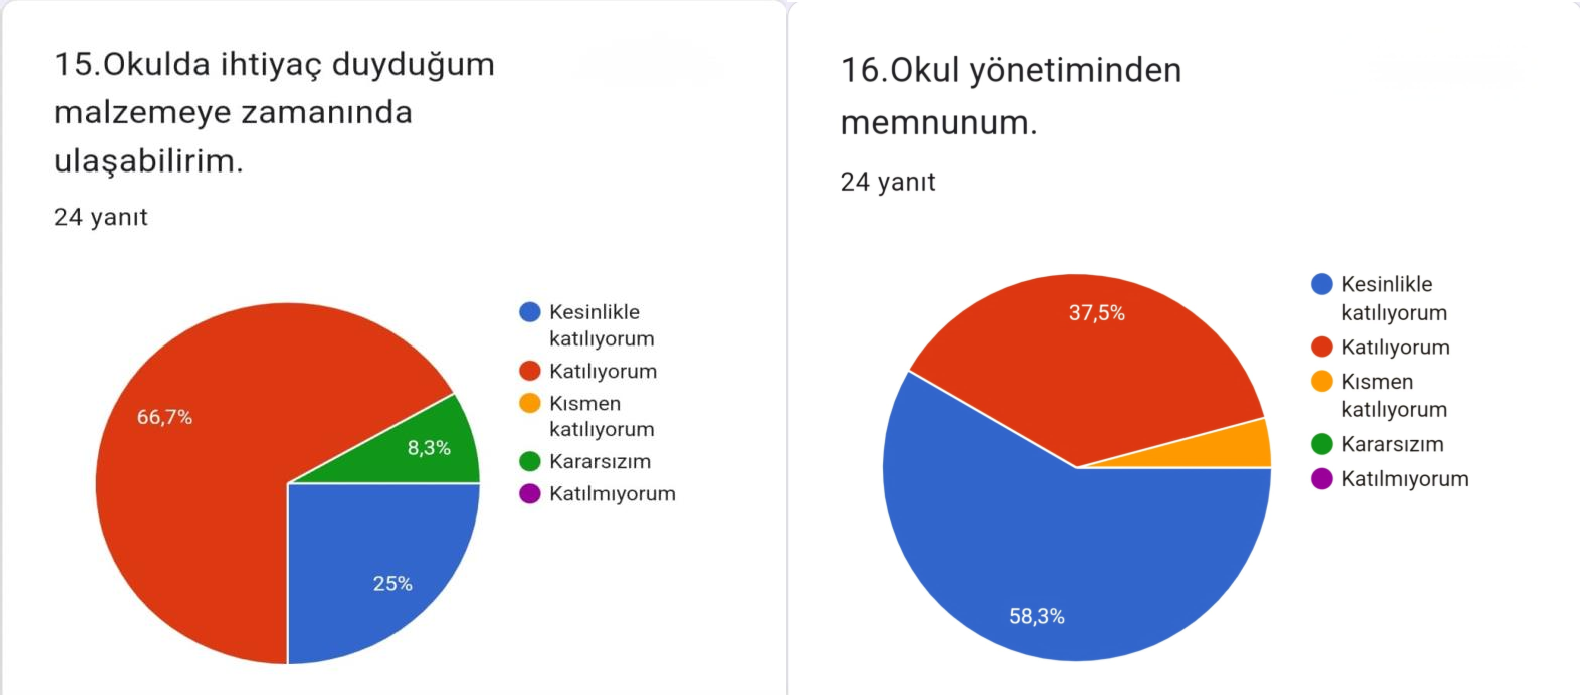 15.Okulda ihtiyaç duyduğum
malzemeye zamanında
ulaşabilirim.
24 yanıt
66,7%
8,3%
25%
Kesinlikle
katılıyorum
Katılıyorum
Kısmen
katılıyorum
Kararsızım
Katılmıyorum
16.Okul yönetiminden
memnunum.
24 yanıt
37,5%
58,3%
Kesinlikle
katılıyorum
Katılıyorum
Kısmen
katılıyorum
Kararsızım
Katılmıyorum